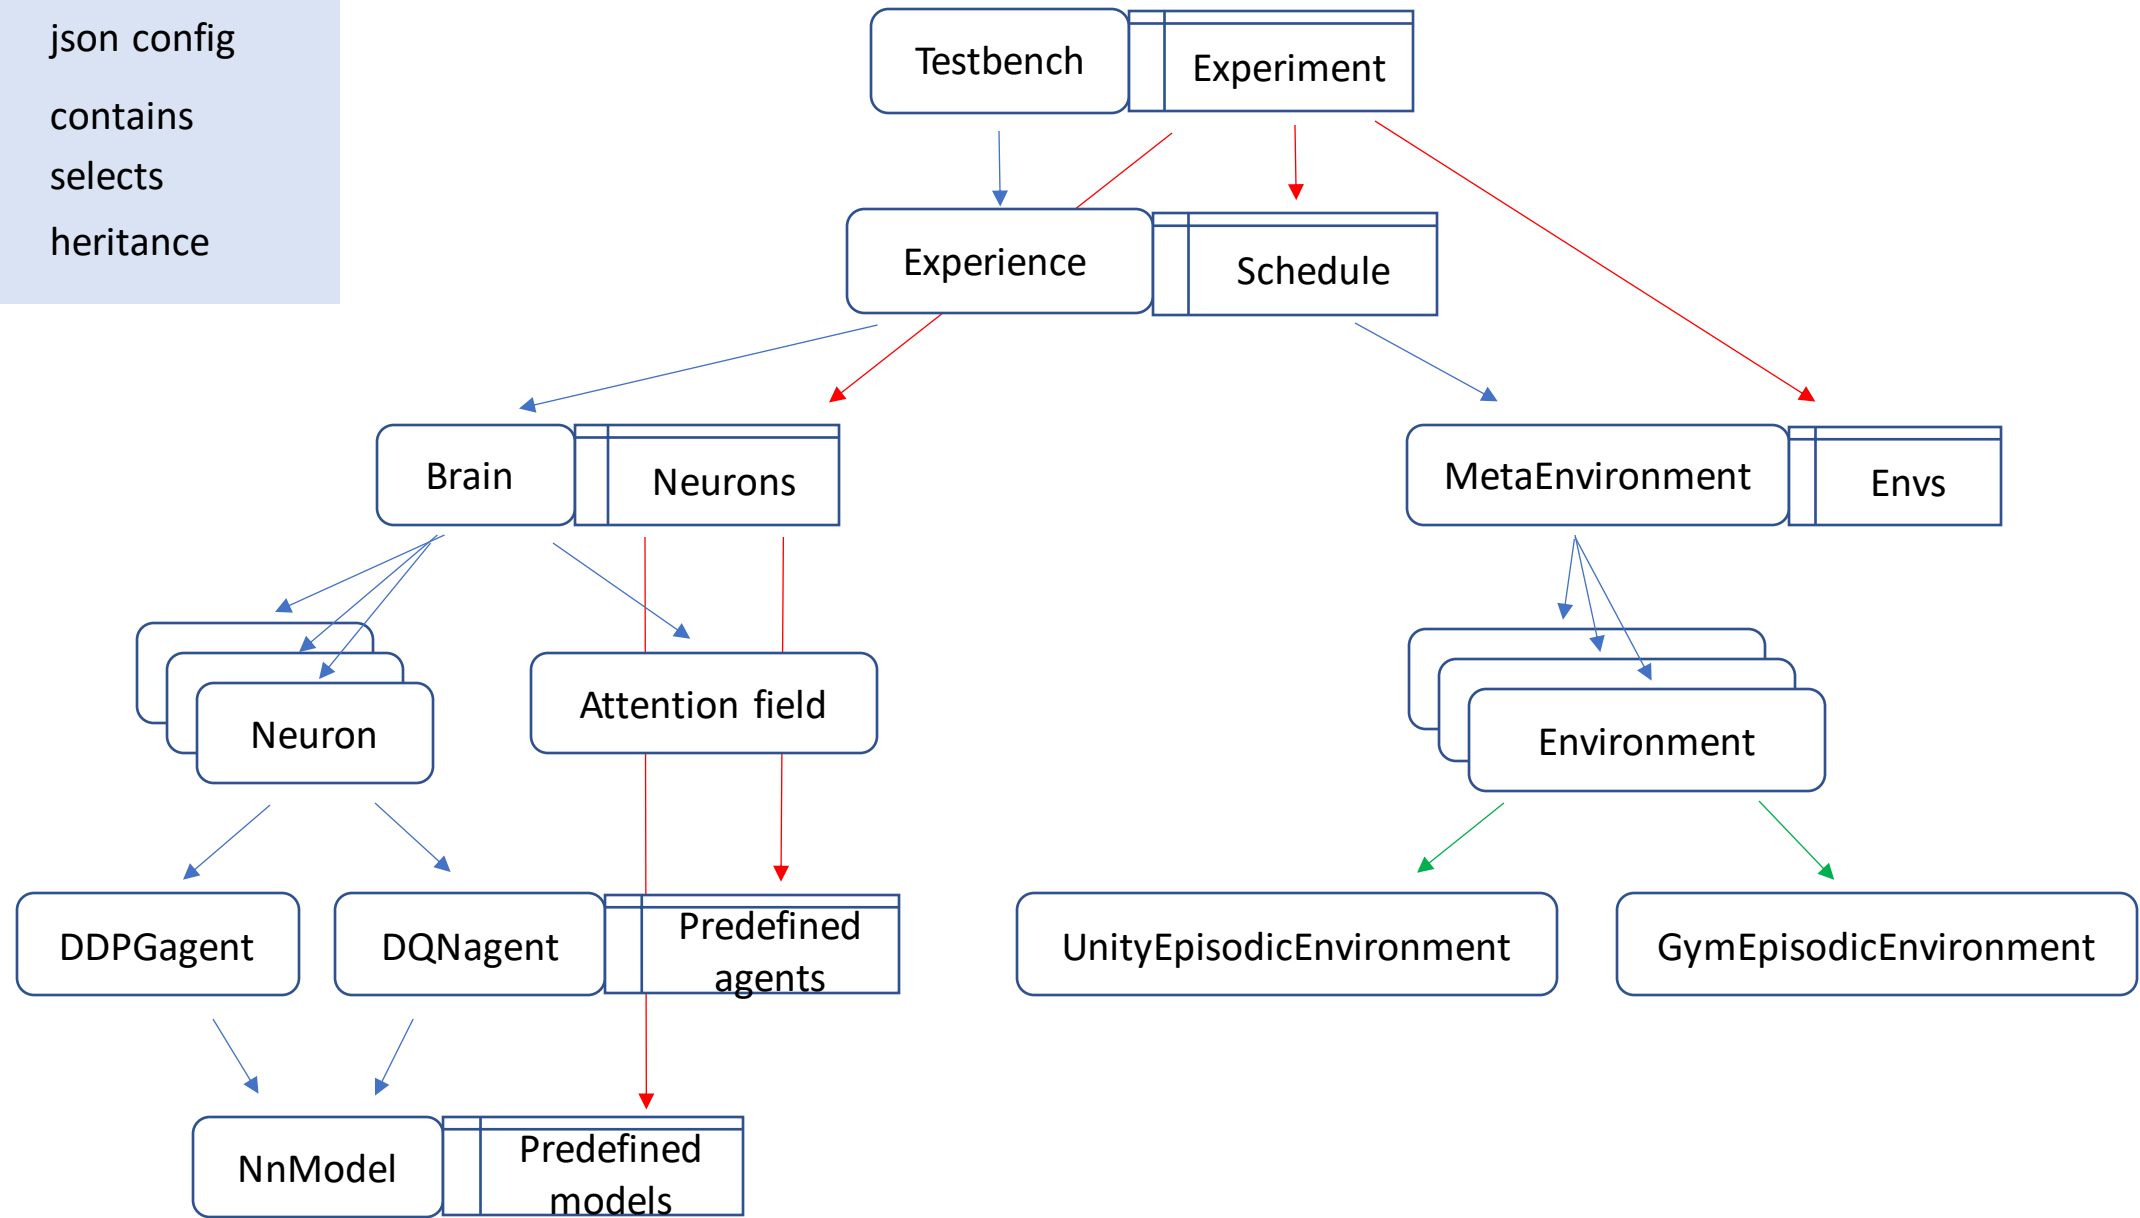 json config
contains
selects
heritance
Testbench
Experiment
Experience
Schedule
Brain
Neurons
MetaEnvironment
Envs
Neuron
Attention field
Environment
DDPGagent
DQNagent
Predefined
agents
UnityEpisodicEnvironment
GymEpisodicEnvironment
NnModel
Predefined
models